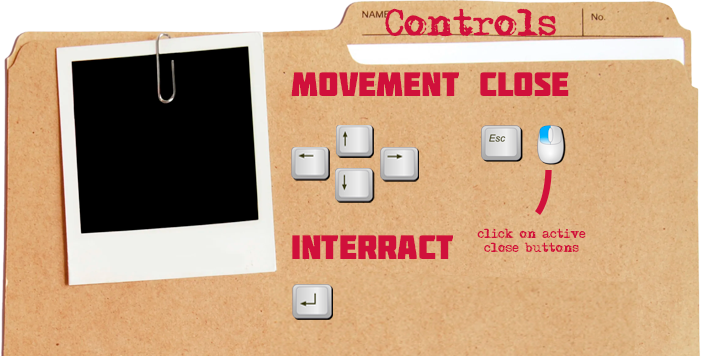 NAME
Controls
No.
MOVEMENT CLOSE
Esc
click on active
close buttons
INTERRACT